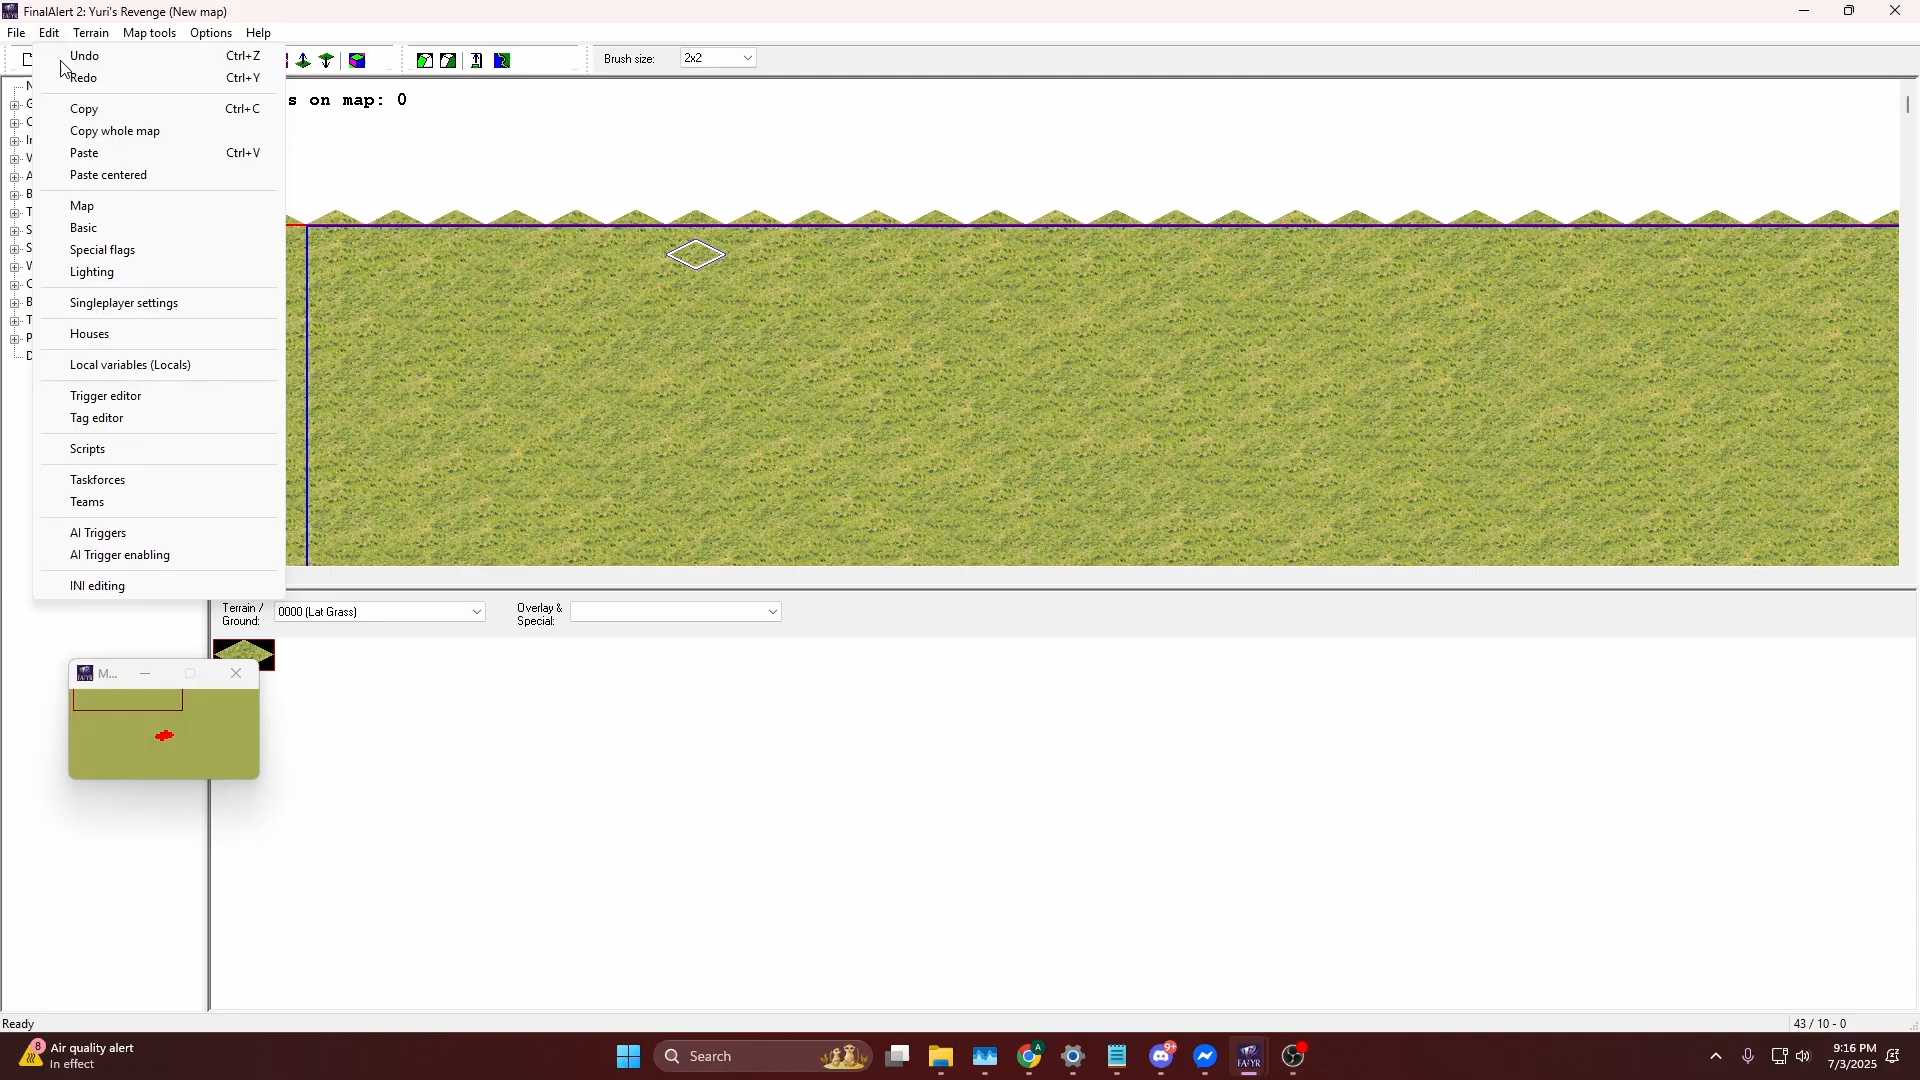 FinalAlert 2: Yuri's Revenge (New map)
File Edit Terrain Map tools Options Help
Undo Ctrl+Z
Redo Ctrl+Y
Copy Ctrl+C
Copy whole map
Paste Ctrl+V
Paste centered
Map
Basic
Special flags
Lighting
Singleplayer settings
Houses
Local variables (Locals)
Trigger editor
Tag editor
Scripts
Taskforces
Teams
AI Triggers
AI Trigger enabling
INI editing
Brush size: 2x2
s on map: 0
Terrain /
Ground: 0000 (Lat Grass)
Overlay &
Special:
M...
Ready
43 / 10 - 0
8
Air quality alert
In effect
Search
A
9+
FA2YR
9:16 PM
7/3/2025